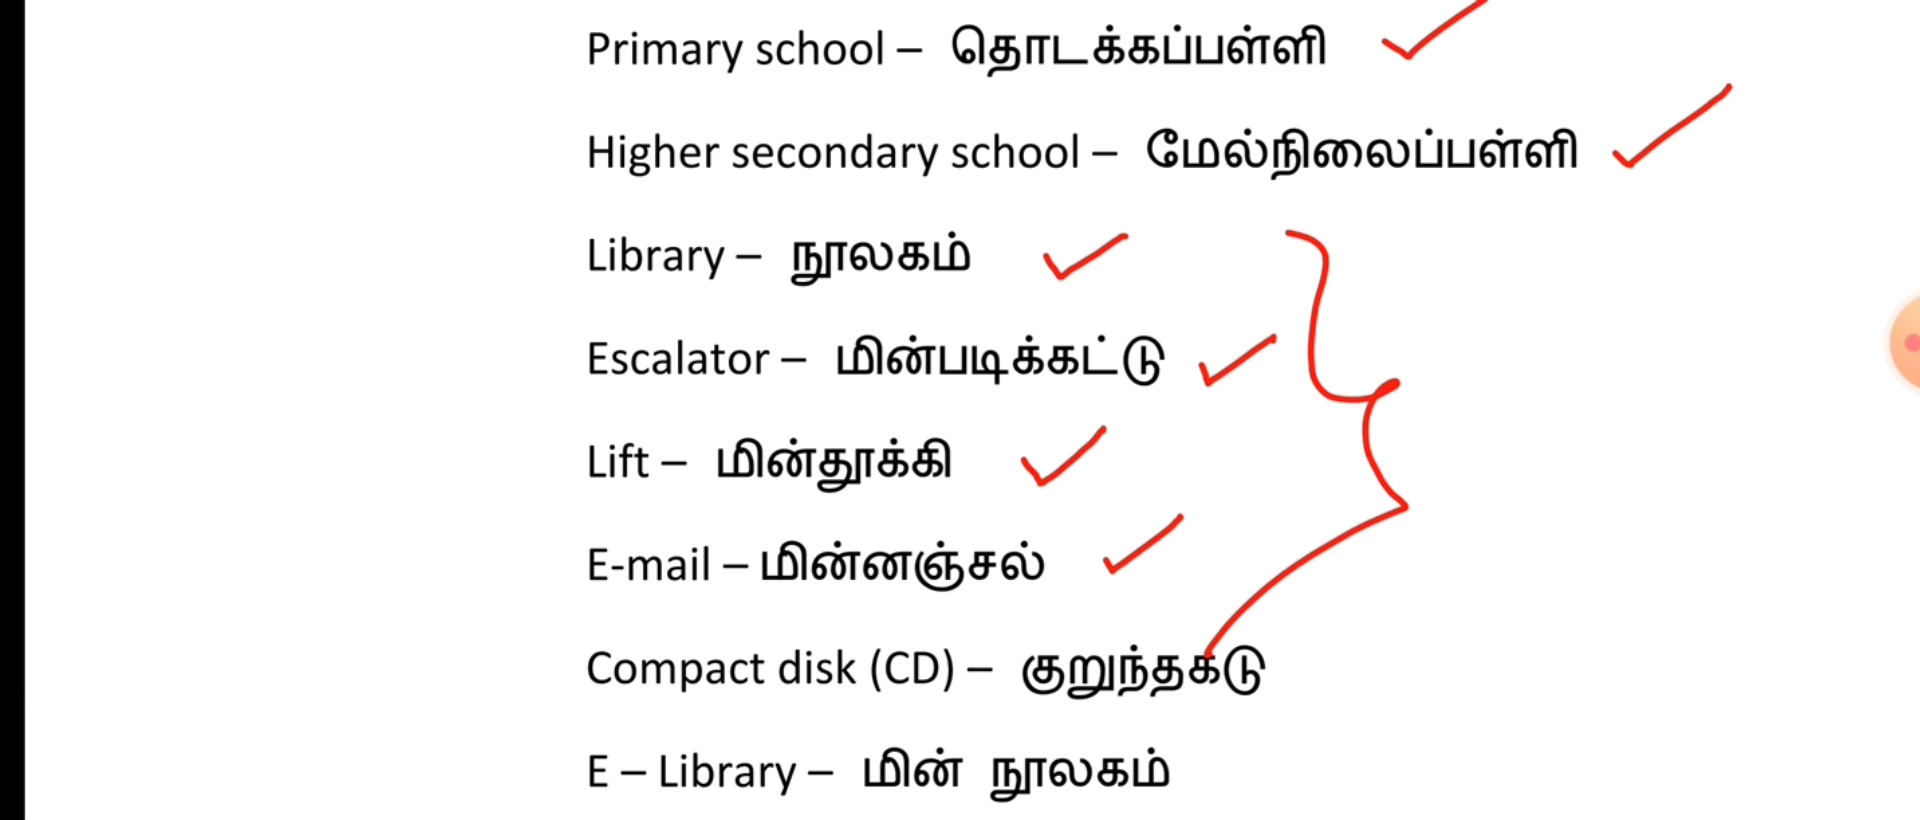 Primary school – தொடக்கப்பள்ளி
Higher secondary school – மேல்நிலைப்பள்ளி
Library – நூலகம்
Escalator – மின்படிக்கட்டு
Lift – மின்தூக்கி
E-mail – மின்னஞ்சல்
Compact disk (CD) – குறுந்தகடு
E – Library – மின் நூலகம்